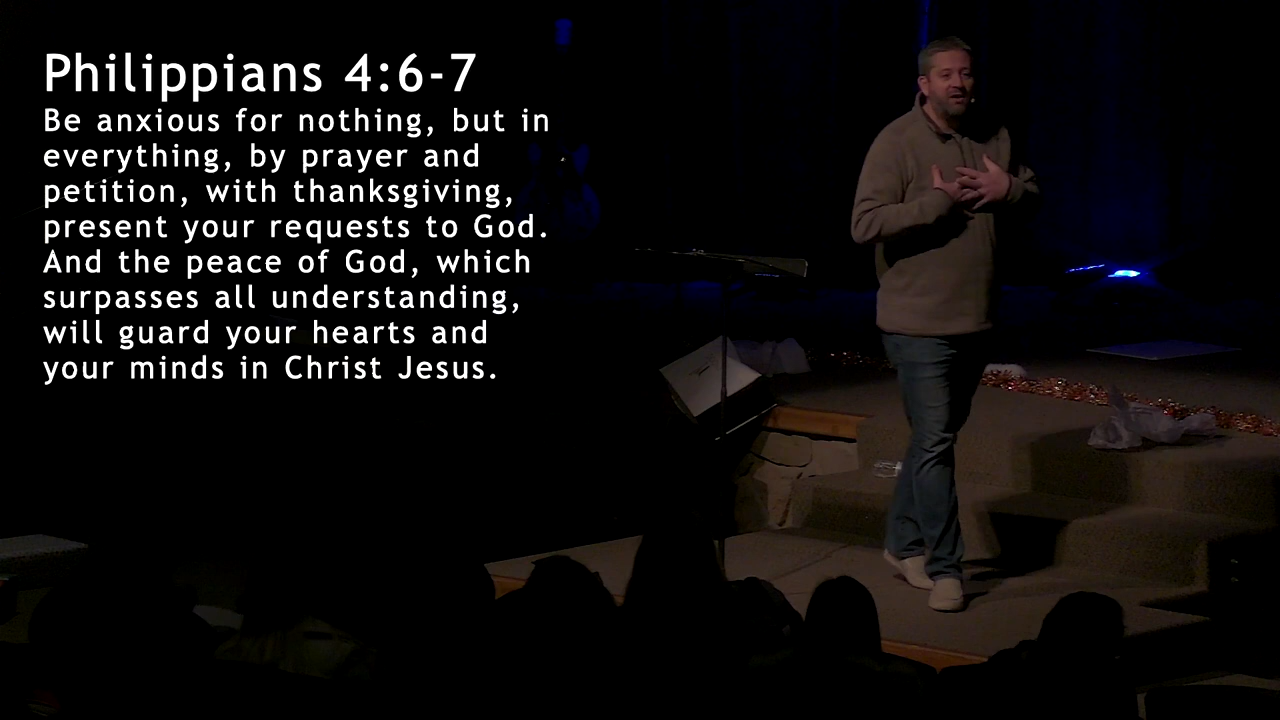 Philippians 4:6-7
Be anxious for nothing, but in
everything, by prayer and
petition, with thanksgiving,
present your requests to God.
And the peace of God, which
surpasses all understanding,
will guard your hearts and
your minds in Christ Jesus.